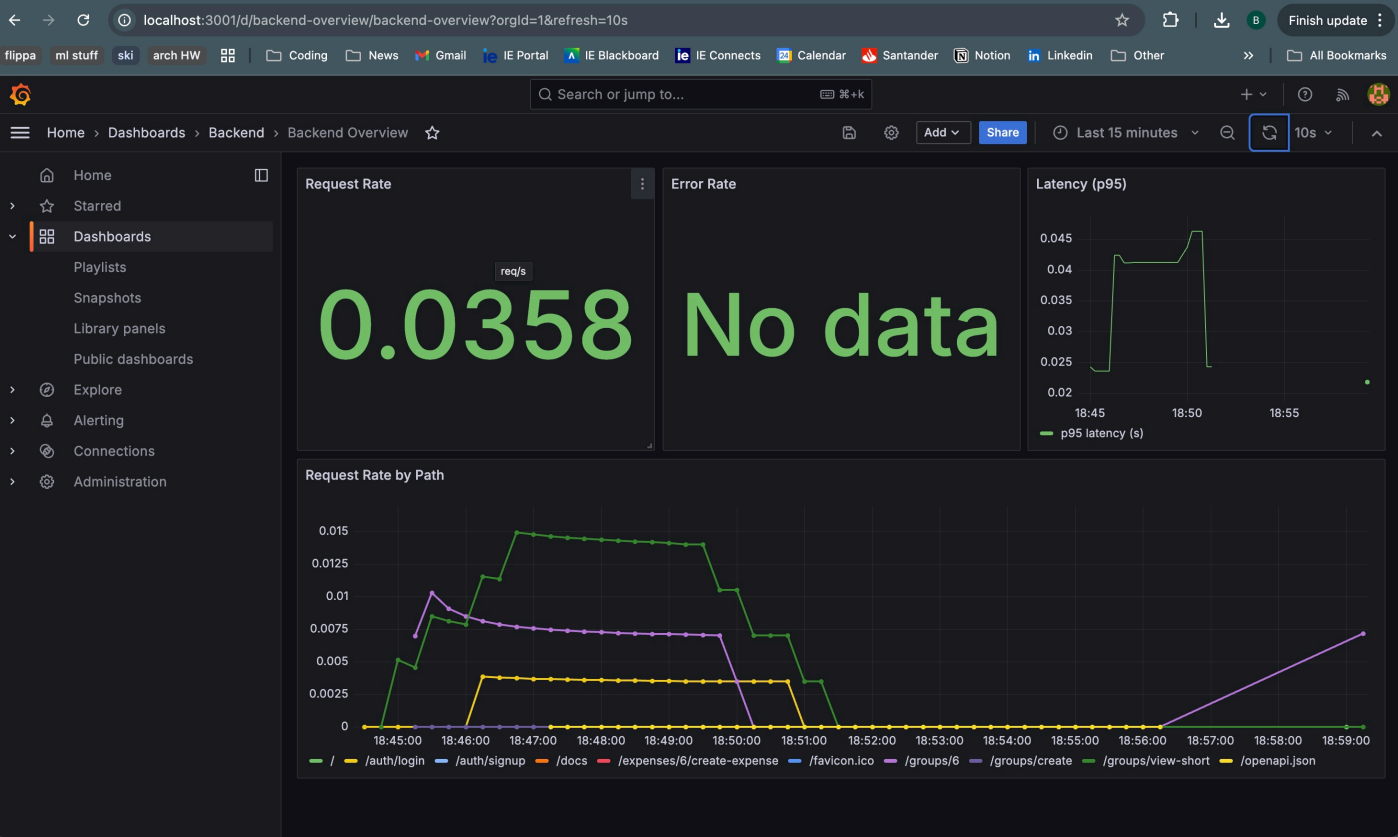 localhost:3001/d/backend-overview/backend-overview?orgId=1&refresh=10s
B
Finish update
flippa
ml stuff
ski
arch HW
Coding
News
Gmail
IE Portal
IE Blackboard
IE Connects
Calendar
Santander
Notion
Linkedin
Other
All Bookmarks
Search or jump to...
⌘+k
Home › Dashboards › Backend › Backend Overview
Add
Share
Last 15 minutes
10s
Home
Starred
Dashboards
Playlists
Snapshots
Library panels
Public dashboards
Explore
Alerting
Connections
Administration
Request Rate
req/s
0.0358
Error Rate
No data
Latency (p95)
0.045
0.04
0.035
0.03
0.025
0.02
18:45 18:50 18:55
p95 latency (s)
Request Rate by Path
0.015
0.0125
0.01
0.0075
0.005
0.0025
0
18:45:00 18:46:00 18:47:00 18:48:00 18:49:00 18:50:00 18:51:00 18:52:00 18:53:00 18:54:00 18:55:00 18:56:00 18:57:00 18:58:00 18:59:00
/ /auth/login /auth/signup /docs /expenses/6/create-expense /favicon.ico /groups/6 /groups/create /groups/view-short /openapi.json